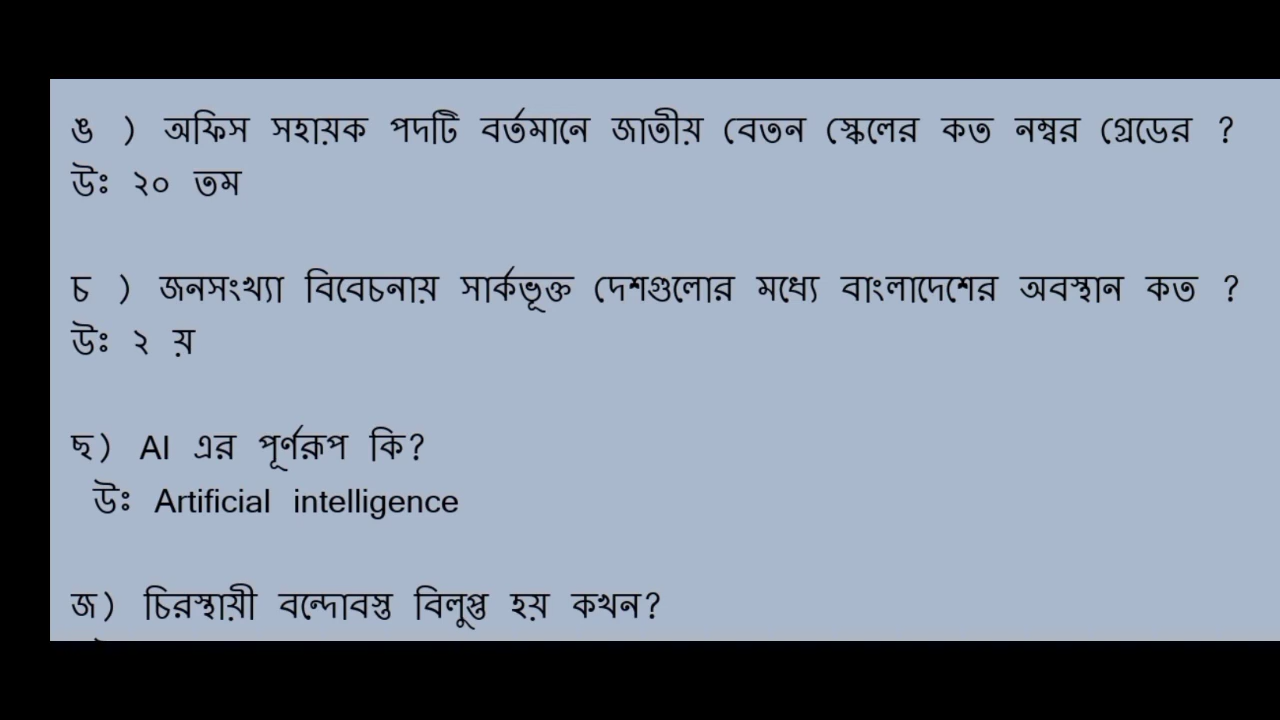 ঙ ) অফিস সহায়ক পদটি বর্তমানে জাতীয় বেতন স্কেলের কত নম্বর গ্রেডের ?
উঃ ২০ তম
চ ) জনসংখ্যা বিবেচনায় সার্কভূক্ত দেশগুলোর মধ্যে বাংলাদেশের অবস্থান কত ?
উঃ ২ য়
ছ) AI এর পূর্ণরূপ কি?
উঃ Artificial intelligence
জ) চিরস্থায়ী বন্দোবস্ত বিলুপ্ত হয় কখন?